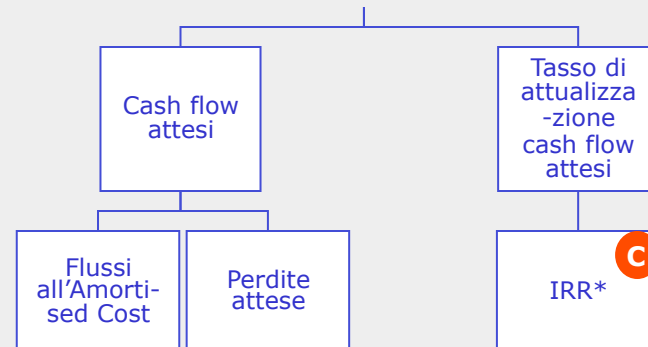 Cash flow
attesi
Tasso di
attualizza
-zione
cash flow
attesi
Flussi
all'Amorti-
sed Cost
Perdite
attese
IRR*
C